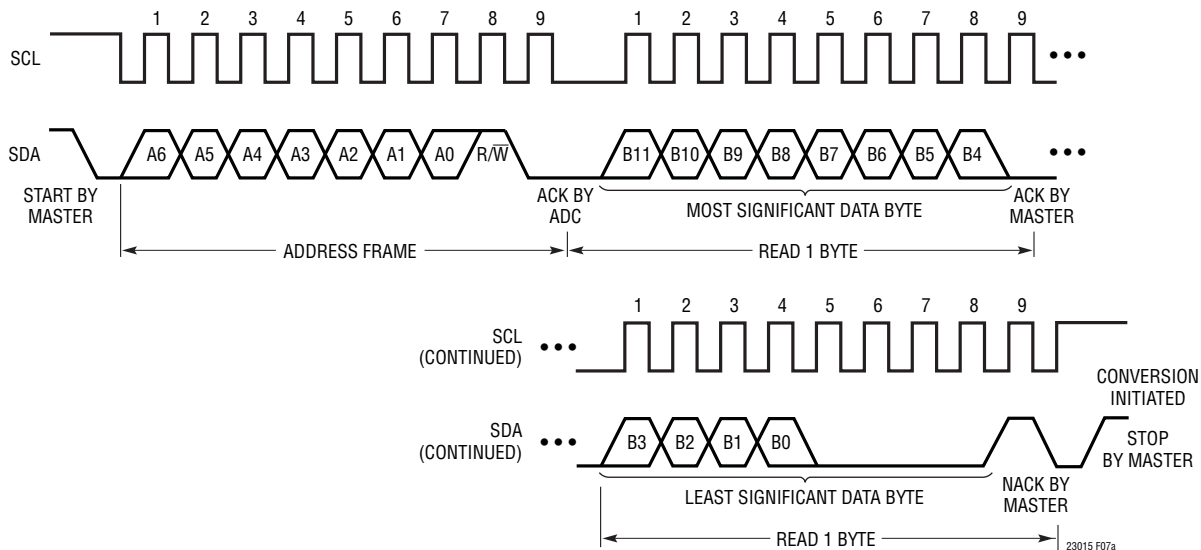 1 2 3 4 5 6 7 8 9 1 2 3 4 5 6 7 8 9
SCL
SDA
A6 A5 A4 A3 A2 A1 A0 R/W̅ B11 B10 B9 B8 B7 B6 B5 B4
START BY
MASTER
ACK BY
ADC
MOST SIGNIFICANT DATA BYTE
ACK BY
MASTER
ADDRESS FRAME
READ 1 BYTE
1 2 3 4 5 6 7 8 9
SCL
(CONTINUED)
CONVERSION
INITIATED
SDA
(CONTINUED)
B3 B2 B1 B0
STOP
BY MASTER
LEAST SIGNIFICANT DATA BYTE
NACK BY
MASTER
READ 1 BYTE
23015 F07a